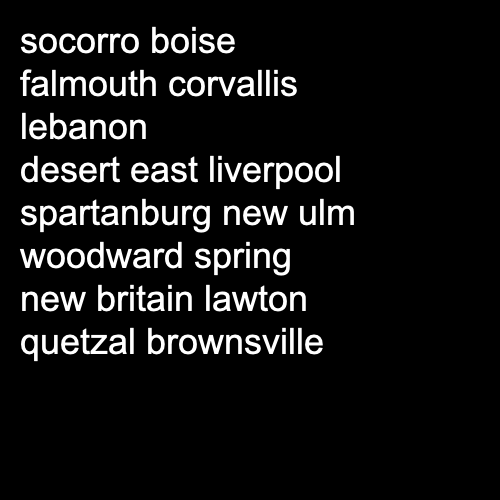 socorro boise
falmouth corvallis
lebanon
desert east liverpool
spartanburg new ulm
woodward spring
new britain lawton
quetzal brownsville